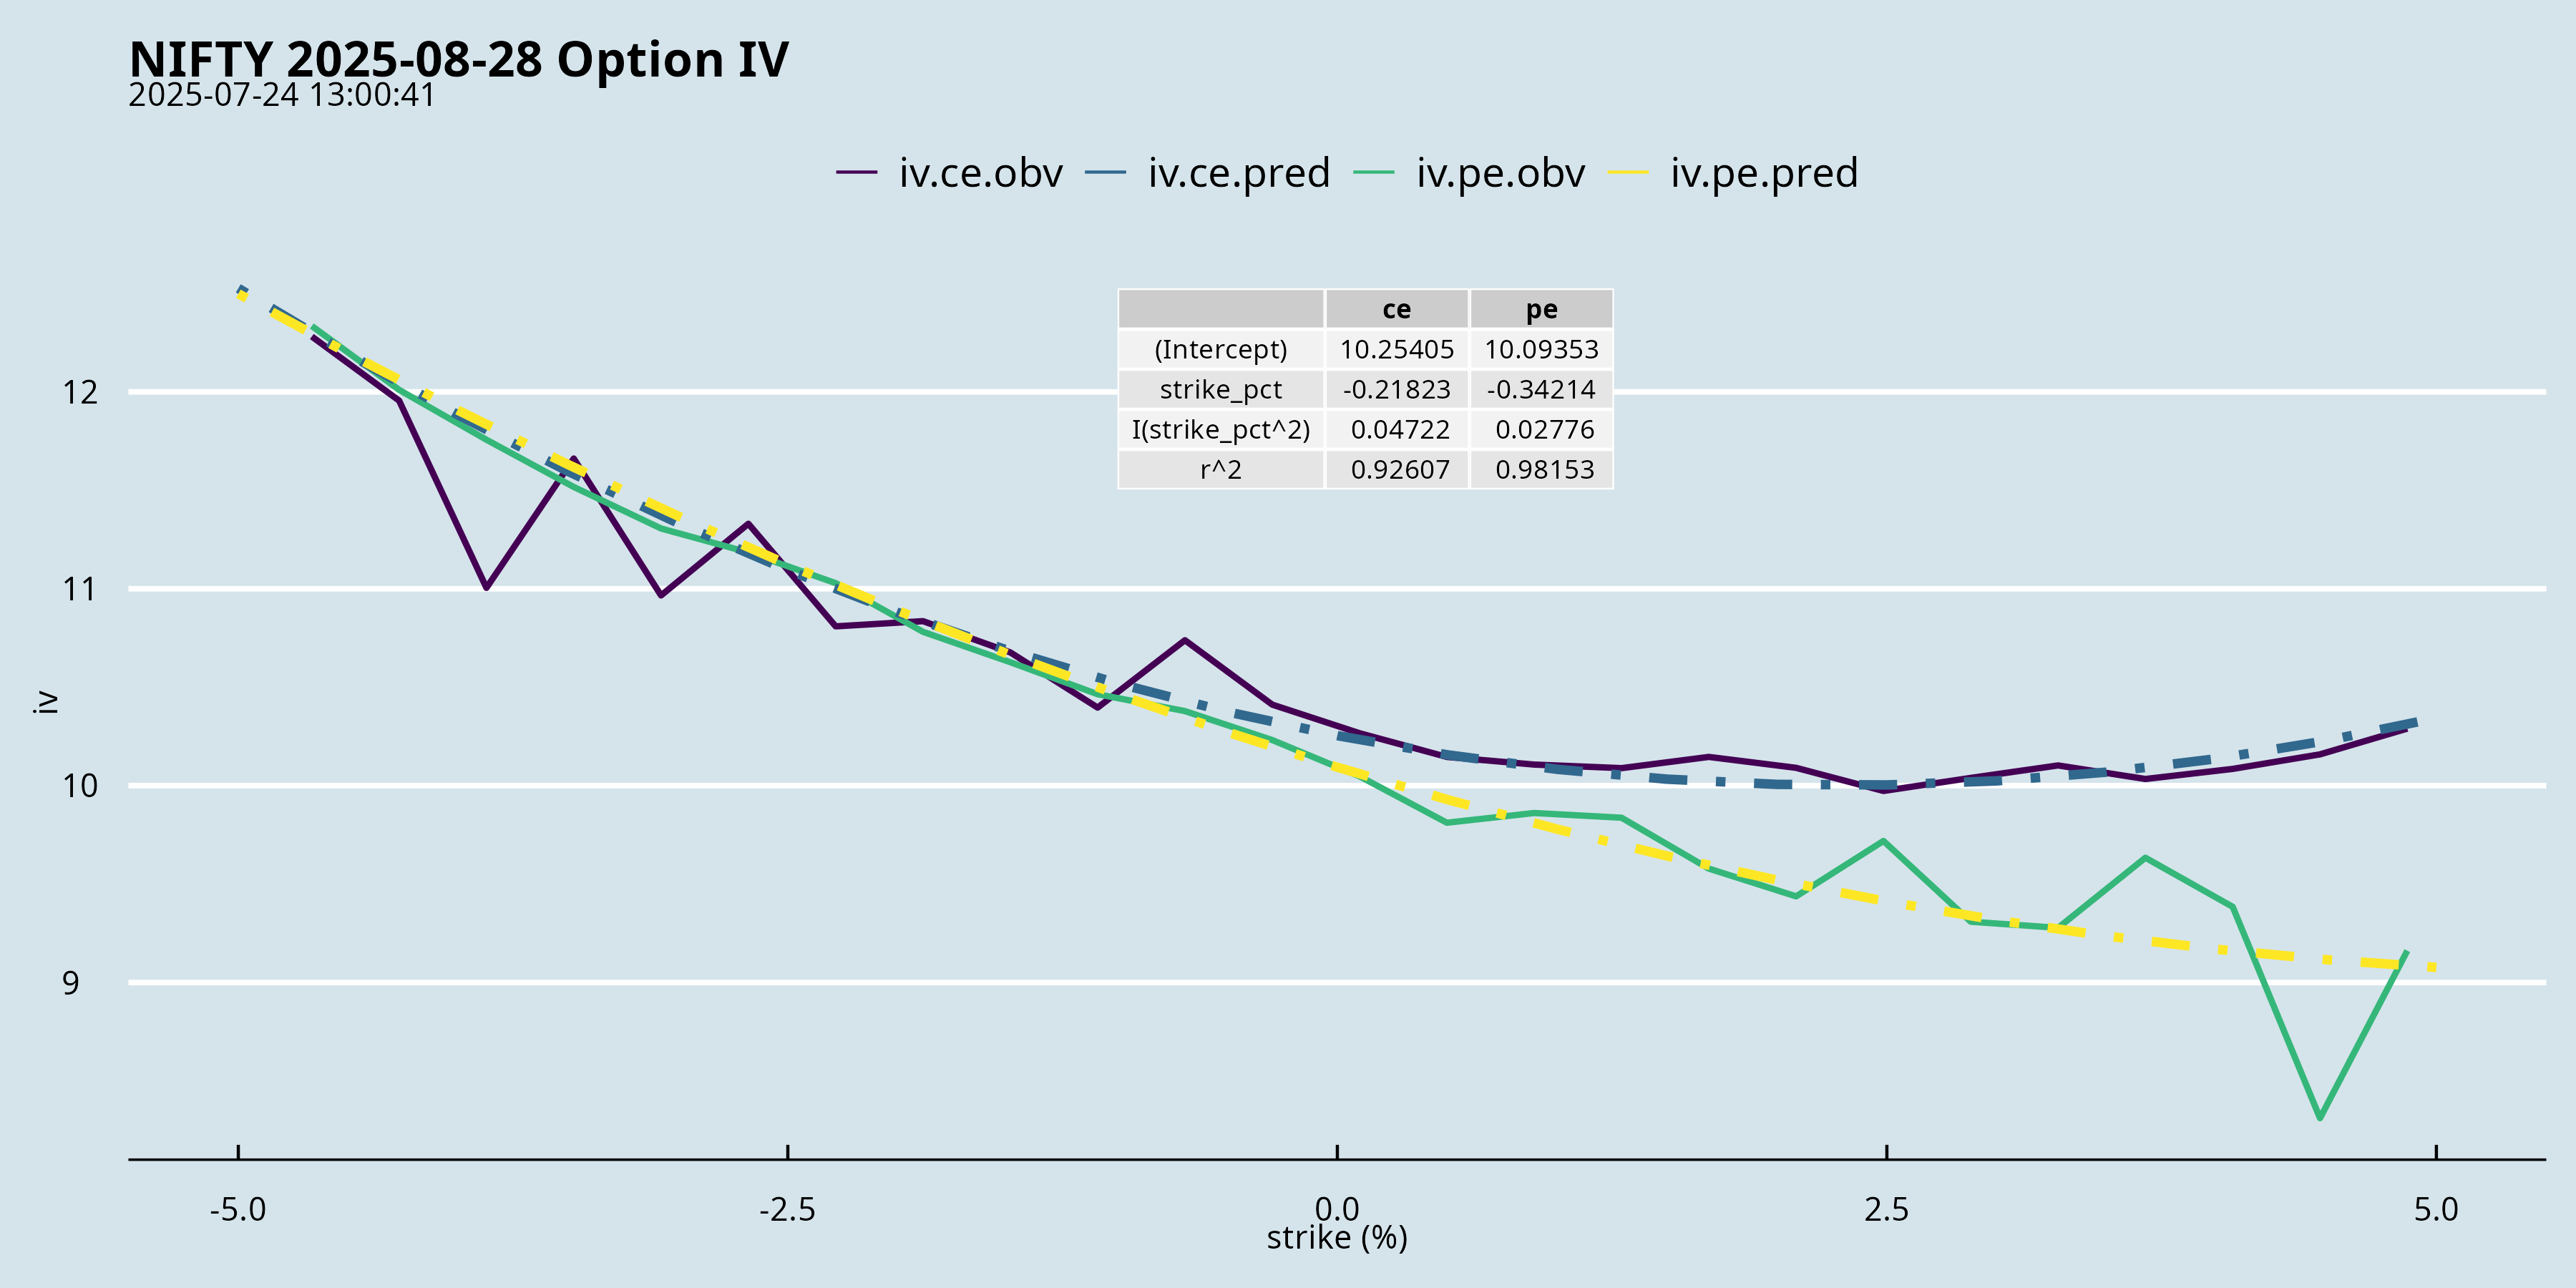 NIFTY 2025-08-28 Option IV
2025-07-24 13:00:41
iv.ce.obv iv.ce.pred iv.pe.obv iv.pe.pred
ce pe
(Intercept) 10.25405 10.09353
strike_pct -0.21823 -0.34214
I(strike_pct^2) 0.04722 0.02776
r^2 0.92607 0.98153
12
11
10
9
iv
-5.0 -2.5 0.0 2.5 5.0
strike (%)